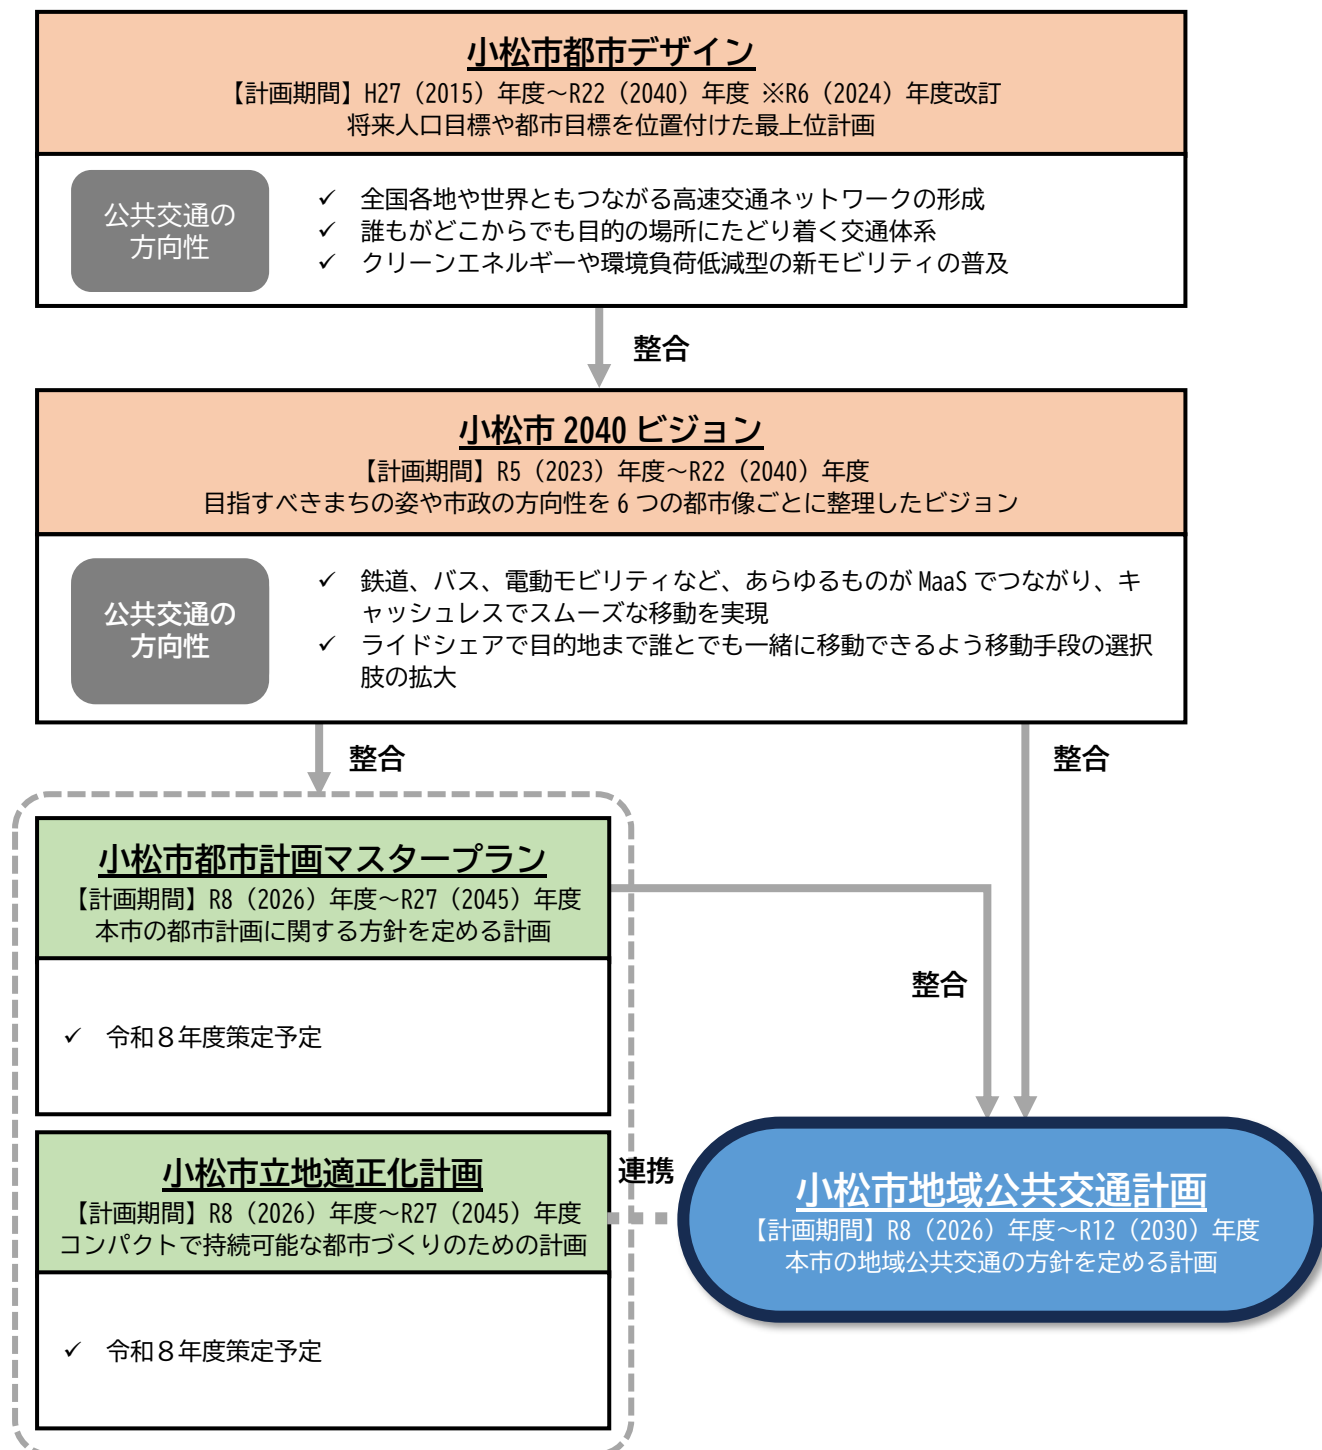 小松市都市デザイン
【計画期間】H27（2015）年度～R22（2040）年度 ※R6（2024）年度改訂
将来人口目標や都市目標を位置付けた最上位計画
公共交通の
方向性
✓ 全国各地や世界ともつながる高速交通ネットワークの形成
✓ 誰もがどこからでも目的の場所にたどり着く交通体系
✓ クリーンエネルギーや環境負荷低減型の新モビリティの普及
整合
小松市 2040 ビジョン
【計画期間】R5（2023）年度～R22（2040）年度
目指すべきまちの姿や市政の方向性を 6 つの都市像ごとに整理したビジョン
公共交通の
方向性
✓ 鉄道、バス、電動モビリティなど、あらゆるものが MaaS でつながり、キ
ャッシュレスでスムーズな移動を実現
✓ ライドシェアで目的地まで誰とでも一緒に移動できるよう移動手段の選択
肢の拡大
整合
整合
小松市都市計画マスタープラン
【計画期間】R8（2026）年度～R27（2045）年度
本市の都市計画に関する方針を定める計画
✓ 令和８年度策定予定
整合
小松市立地適正化計画
【計画期間】R8（2026）年度～R27（2045）年度
コンパクトで持続可能な都市づくりのための計画
✓ 令和８年度策定予定
連携
小松市地域公共交通計画
【計画期間】R8（2026）年度～R12（2030）年度
本市の地域公共交通の方針を定める計画